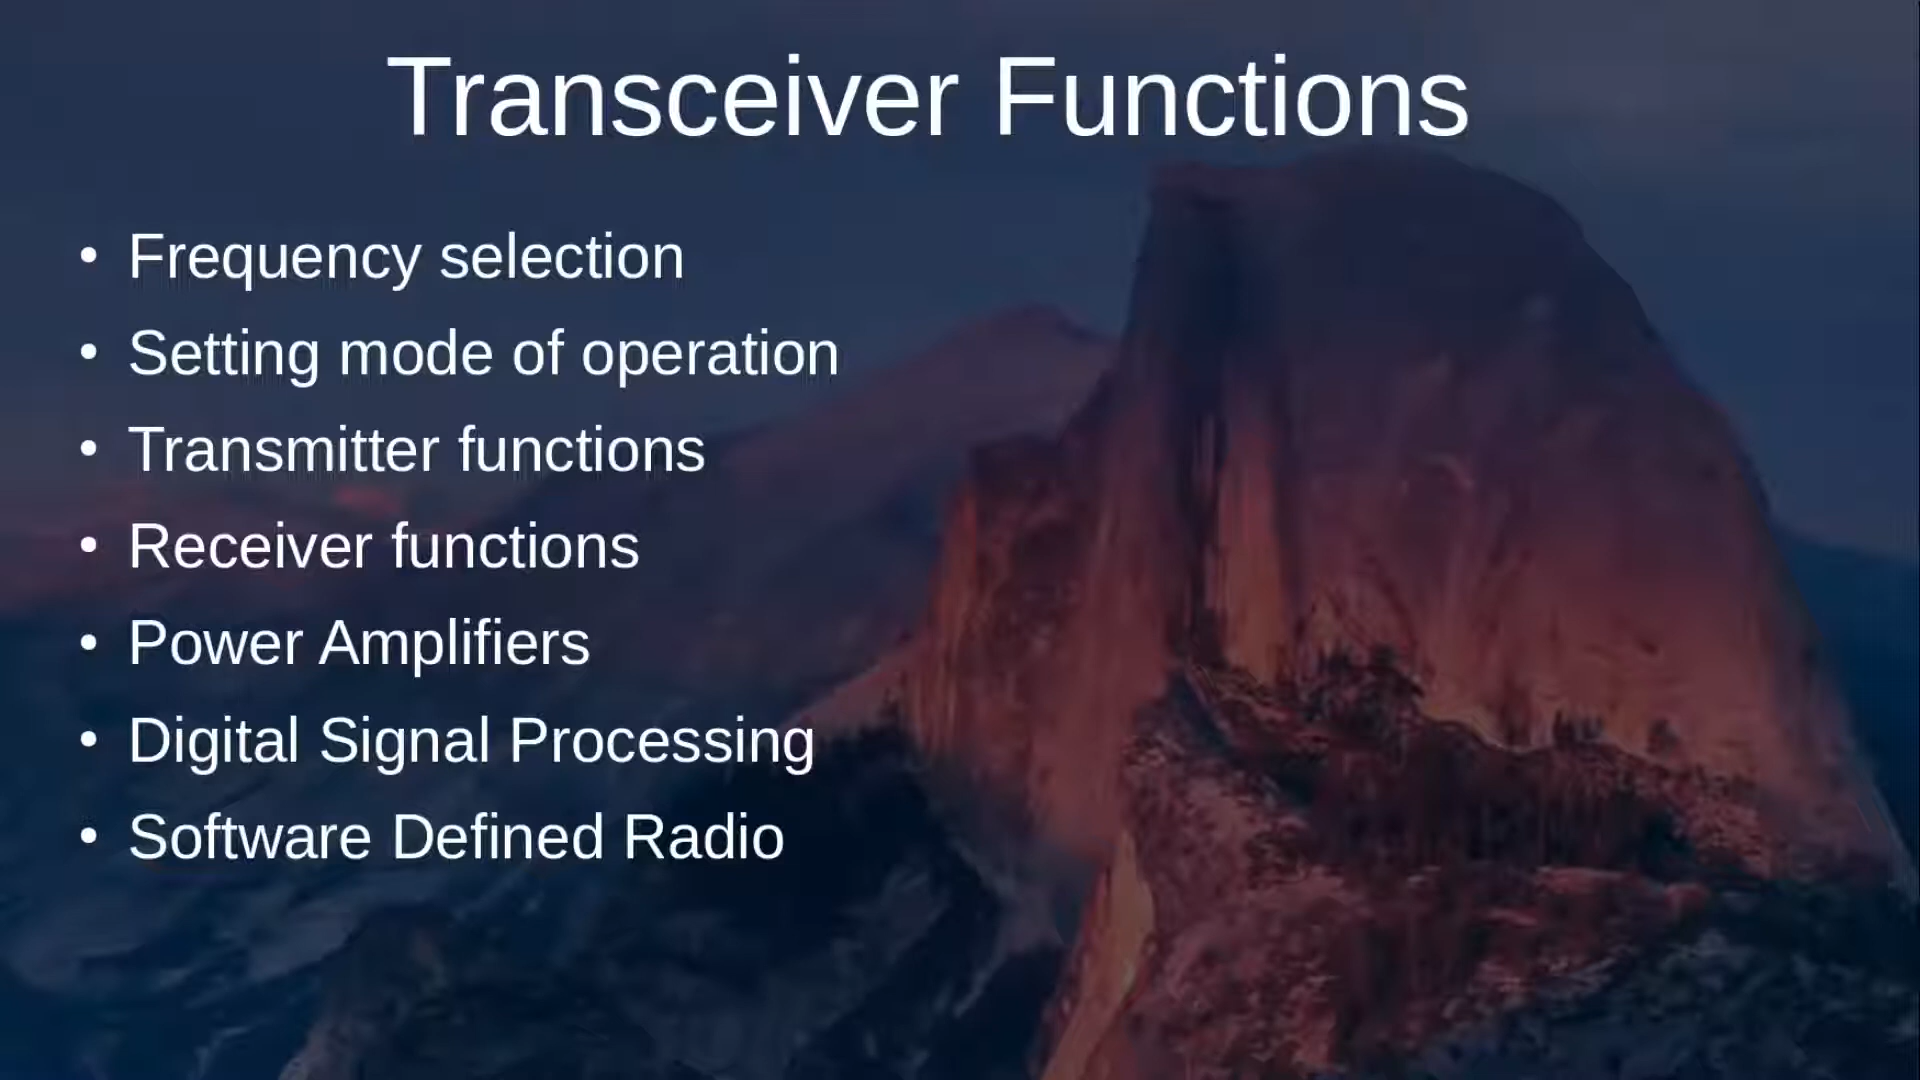 Transceiver Functions
• Frequency selection
• Setting mode of operation
• Transmitter functions
• Receiver functions
• Power Amplifiers
• Digital Signal Processing
• Software Defined Radio